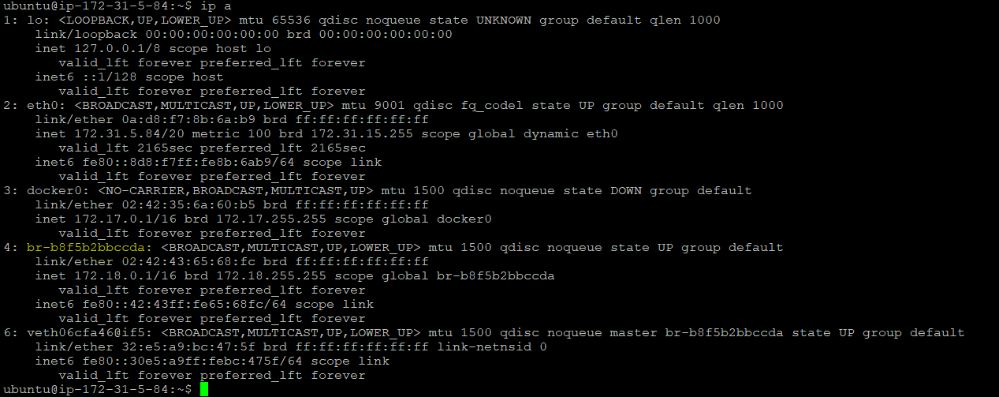 ubuntu@ip-172-31-5-84:~$ ip a
1: lo: <LOOPBACK,UP,LOWER_UP> mtu 65536 qdisc noqueue state UNKNOWN group default qlen 1000
    link/loopback 00:00:00:00:00:00 brd 00:00:00:00:00:00
    inet 127.0.0.1/8 scope host lo
       valid_lft forever preferred_lft forever
    inet6 ::1/128 scope host
       valid_lft forever preferred_lft forever
2: eth0: <BROADCAST,MULTICAST,UP,LOWER_UP> mtu 9001 qdisc fq_codel state UP group default qlen 1000
    link/ether 0a:d8:f7:8b:6a:b9 brd ff:ff:ff:ff:ff:ff
    inet 172.31.5.84/20 metric 100 brd 172.31.15.255 scope global dynamic eth0
       valid_lft 2165sec preferred_lft 2165sec
    inet6 fe80::8d8:f7ff:fe8b:6ab9/64 scope link
       valid_lft forever preferred_lft forever
3: docker0: <NO-CARRIER,BROADCAST,MULTICAST,UP> mtu 1500 qdisc noqueue state DOWN group default
    link/ether 02:42:35:6a:60:b5 brd ff:ff:ff:ff:ff:ff
    inet 172.17.0.1/16 brd 172.17.255.255 scope global docker0
       valid_lft forever preferred_lft forever
4: br-b8f5b2bbccda: <BROADCAST,MULTICAST,UP,LOWER_UP> mtu 1500 qdisc noqueue state UP group default
    link/ether 02:42:43:65:68:fc brd ff:ff:ff:ff:ff:ff
    inet 172.18.0.1/16 brd 172.18.255.255 scope global br-b8f5b2bbccda
       valid_lft forever preferred_lft forever
    inet6 fe80::42:43ff:fe65:68fc/64 scope link
       valid_lft forever preferred_lft forever
6: veth06cfa46@if5: <BROADCAST,MULTICAST,UP,LOWER_UP> mtu 1500 qdisc noqueue master br-b8f5b2bbccda state UP group default
    link/ether 32:e5:a9:bc:47:5f brd ff:ff:ff:ff:ff:ff link-netnsid 0
    inet6 fe80::30e5:a9ff:febc:475f/64 scope link
       valid_lft forever preferred_lft forever
ubuntu@ip-172-31-5-84:~$